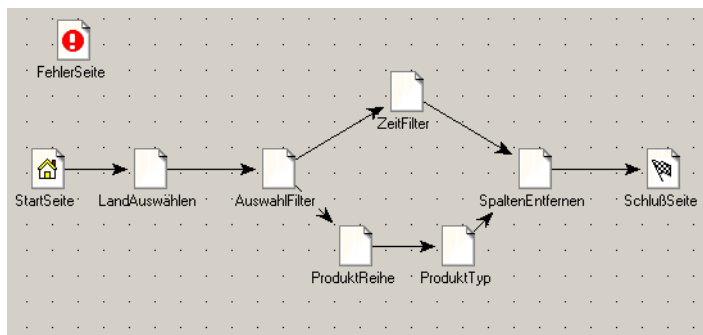 FehlerSeite
ZeitFilter
StartSeite
LandAuswählen
AuswahlFilter
SpaltenEntfernen
SchlußSeite
ProduktReihe
ProduktTyp